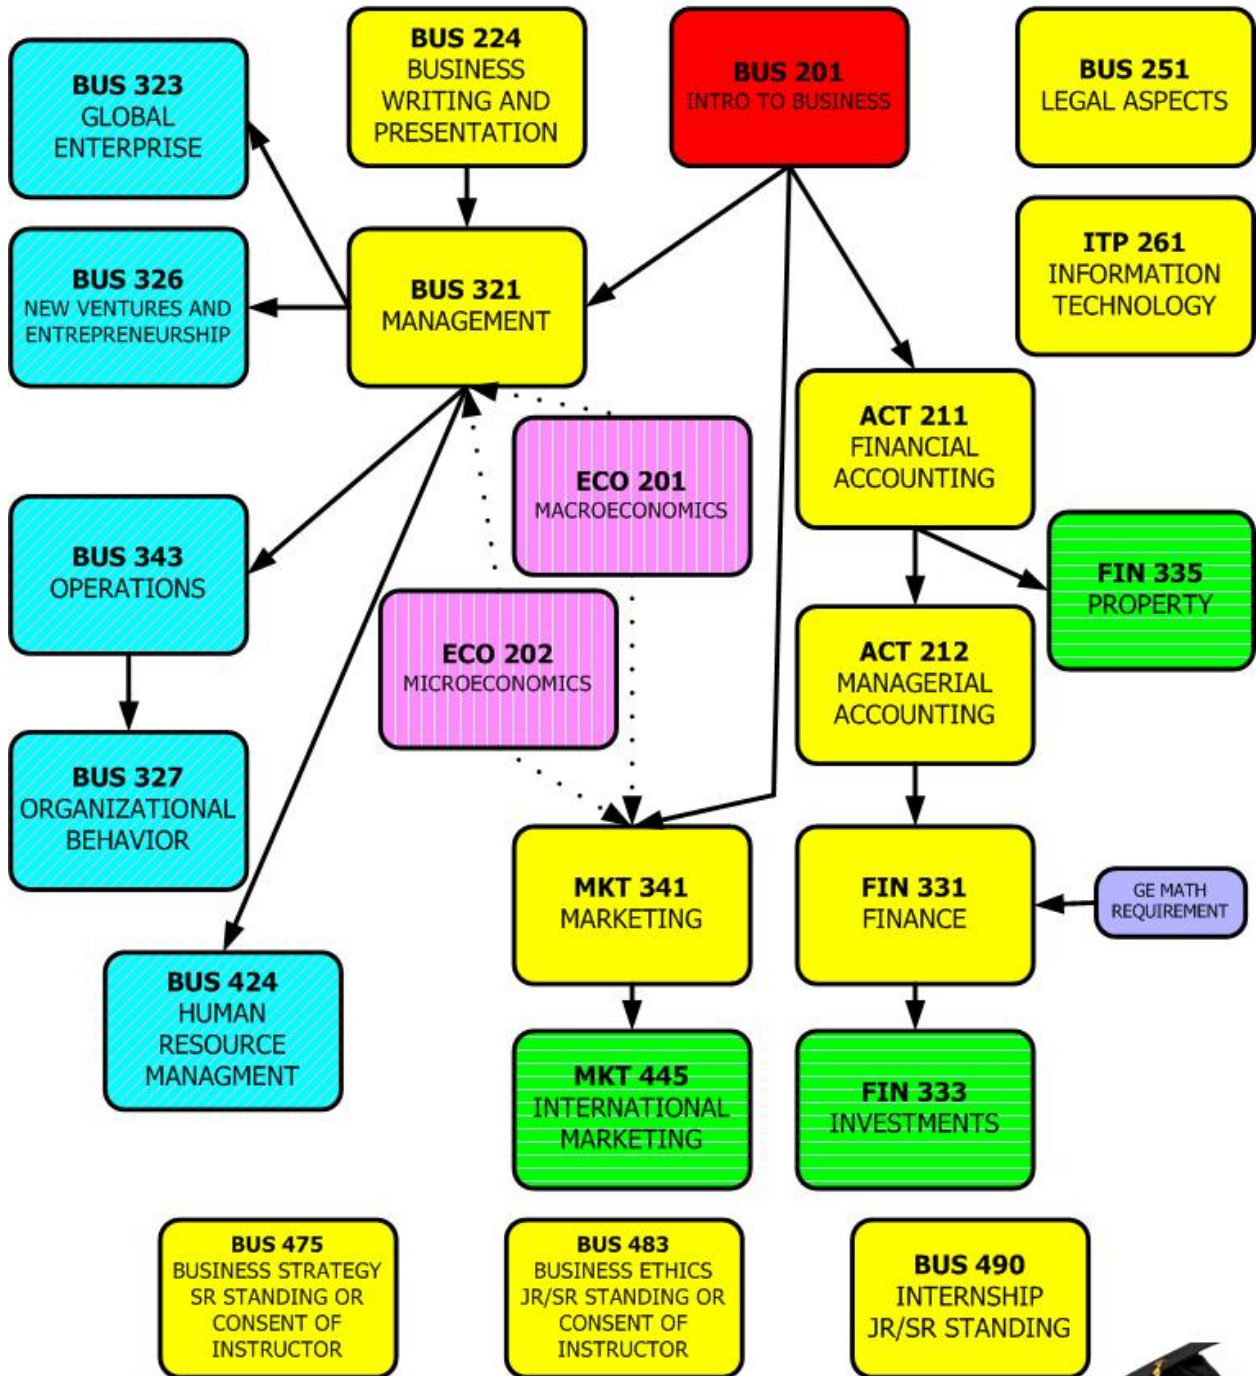 BUS 323
GLOBAL
ENTERPRISE
BUS 224
BUSINESS
WRITING AND
PRESENTATION
BUS 201
INTRO TO BUSINESS
BUS 251
LEGAL ASPECTS
BUS 326
NEW VENTURES AND
ENTREPRENEURSHIP
BUS 321
MANAGEMENT
ITP 261
INFORMATION
TECHNOLOGY
ECO 201
MACROECONOMICS
ACT 211
FINANCIAL
ACCOUNTING
BUS 343
OPERATIONS
FIN 335
PROPERTY
ECO 202
MICROECONOMICS
ACT 212
MANAGERIAL
ACCOUNTING
BUS 327
ORGANIZATIONAL
BEHAVIOR
MKT 341
MARKETING
FIN 331
FINANCE
GE MATH
REQUIREMENT
BUS 424
HUMAN
RESOURCE
MANAGMENT
MKT 445
INTERNATIONAL
MARKETING
FIN 333
INVESTMENTS
BUS 475
BUSINESS STRATEGY
SR STANDING OR
CONSENT OF
INSTRUCTOR
BUS 483
BUSINESS ETHICS
JR/SR STANDING OR
CONSENT OF
INSTRUCTOR
BUS 490
INTERNSHIP
JR/SR STANDING